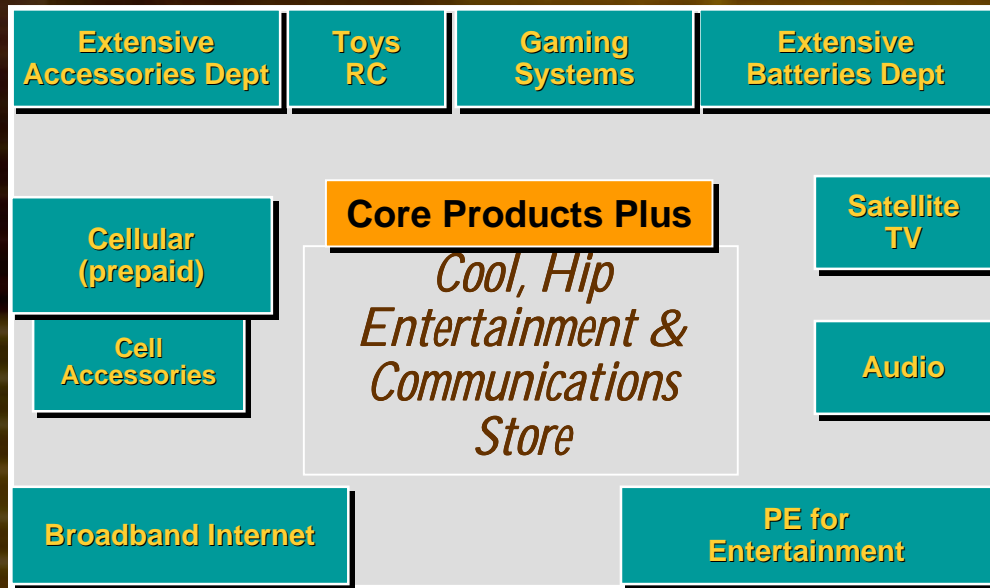 Extensive
Accessories Dept
Toys
RC
Gaming
Systems
Extensive
Batteries Dept
Core Products Plus
Satellite
TV
Cellular
(prepaid)
Cool, Hip
Entertainment &
Communications
Store
Cell
Accessories
Audio
Broadband Internet
PE for
Entertainment